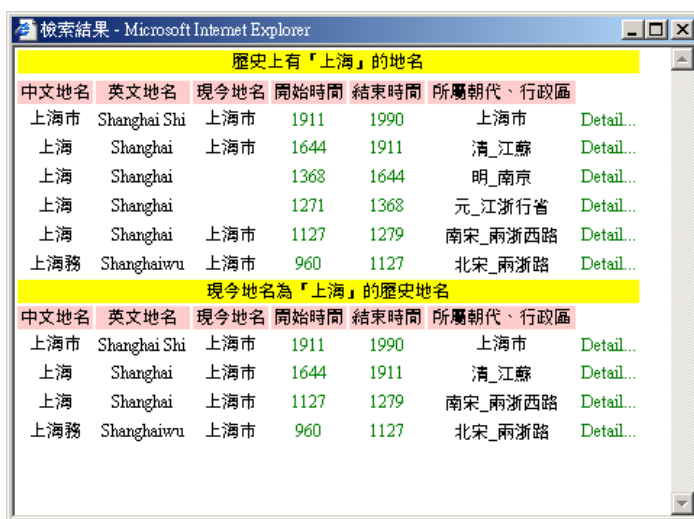 檢索結果 - Microsoft Internet Explorer
歷史上有『上海』的地名
中文地名 英文地名 現今地名 開始時間 結束時間 所屬朝代、行政區
上海市 Shanghai Shi 上海市 1911 1990 上海市 Detail...
上海 Shanghai 上海市 1644 1911 清_江蘇 Detail...
上海 Shanghai 1368 1644 明_南京 Detail...
上海 Shanghai 1271 1368 元_江浙行省 Detail...
上海 Shanghai 上海市 1127 1279 南宋_兩浙西路 Detail...
上海務 Shanghaiwu 上海市 960 1127 北宋_兩浙路 Detail...
現今地名為『上海』的歷史地名
中文地名 英文地名 現今地名 開始時間 結束時間 所屬朝代、行政區
上海市 Shanghai Shi 上海市 1911 1990 上海市 Detail...
上海 Shanghai 上海市 1644 1911 清_江蘇 Detail...
上海 Shanghai 上海市 1127 1279 南宋_兩浙西路 Detail...
上海務 Shanghaiwu 上海市 960 1127 北宋_兩浙路 Detail...